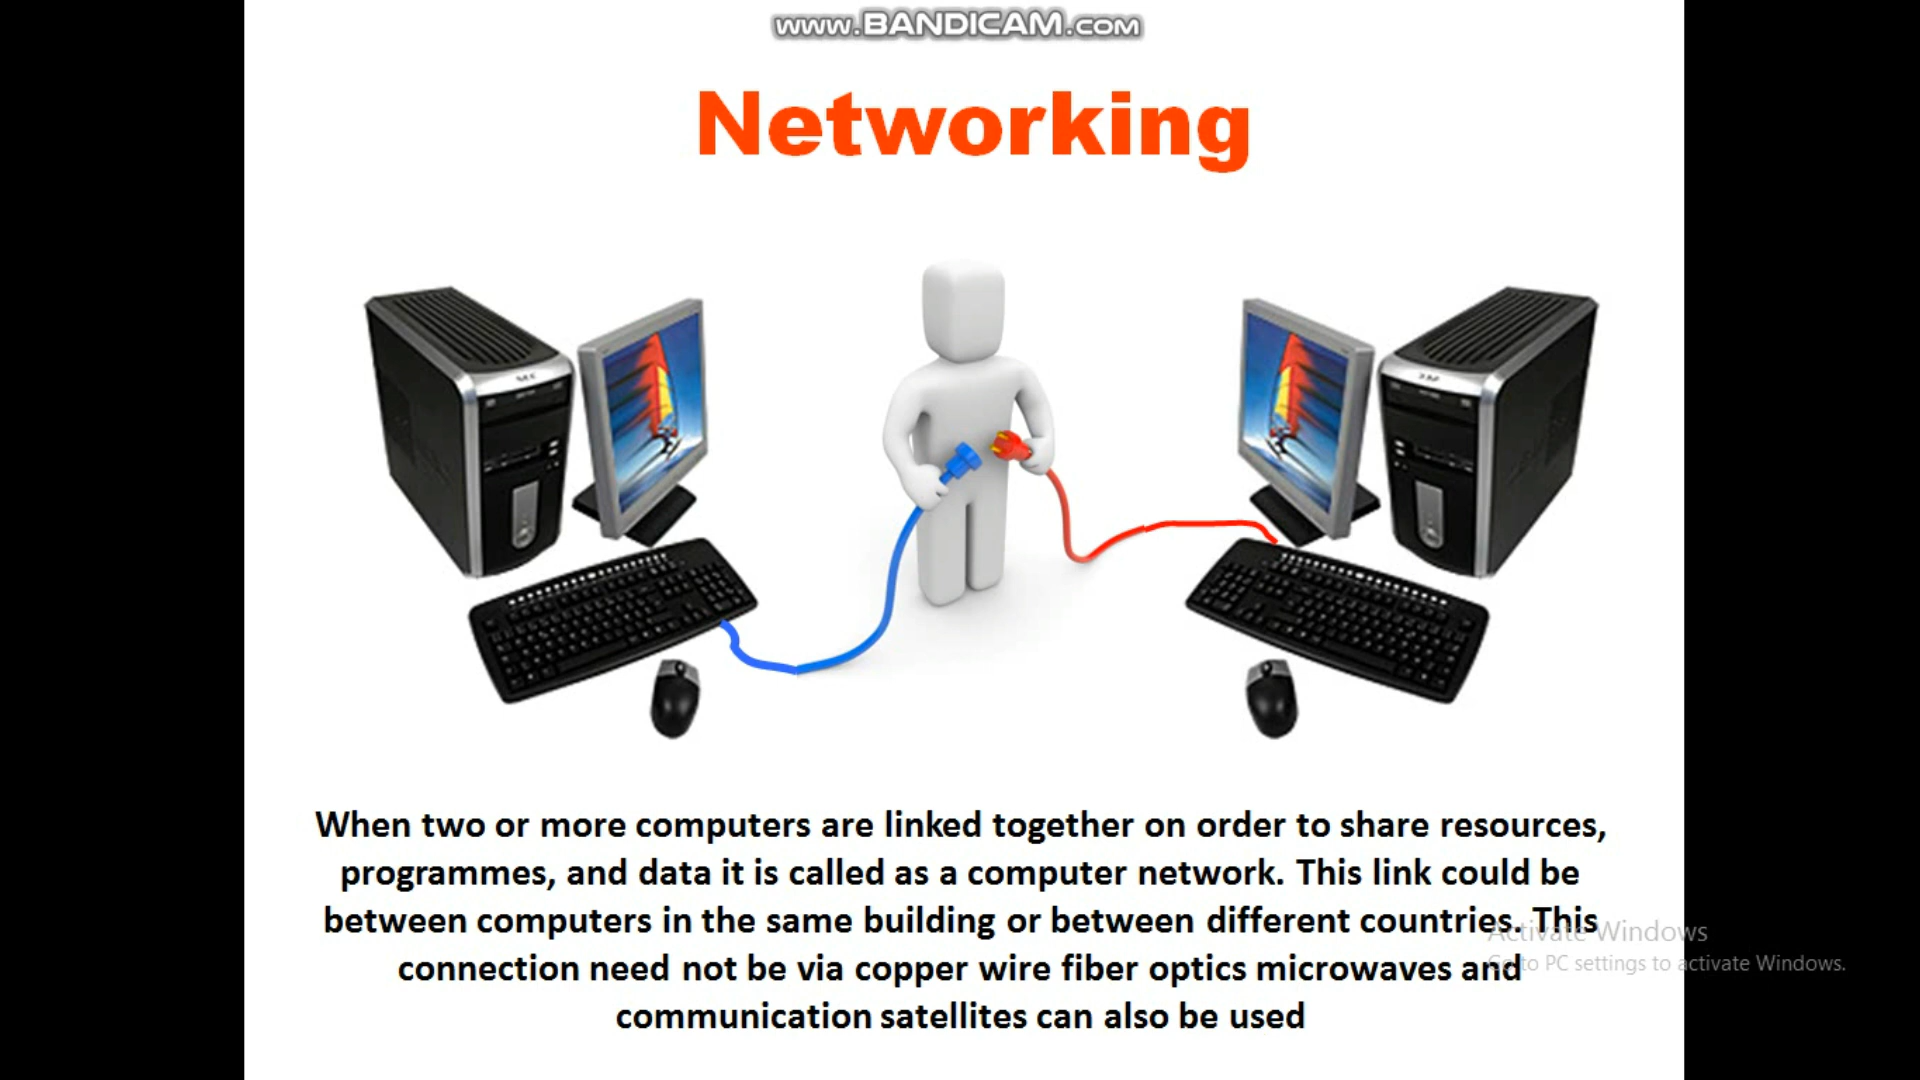 www.BANDICAM.com
Networking
When two or more computers are linked together on order to share resources,
programmes, and data it is called as a computer network. This link could be
between computers in the same building or between different countries. This
connection need not be via copper wire fiber optics microwaves and
communication satellites can also be used
Activate Windows
Go to PC settings to activate Windows.